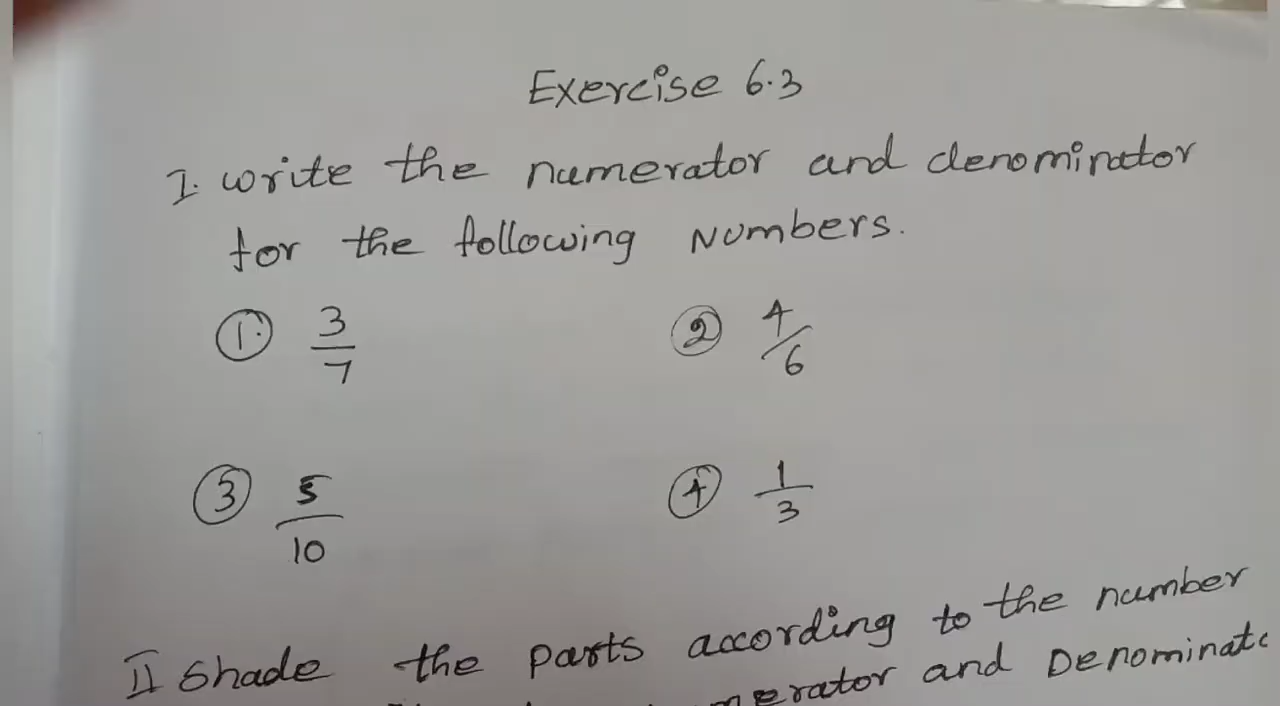 Exercise 6.3
I. write the numerator and denominator
for the following Numbers.
① 3/7 ② 4/6
③ 5/10 ④ 1/3
II Shade the parts according to the number
and Denominato